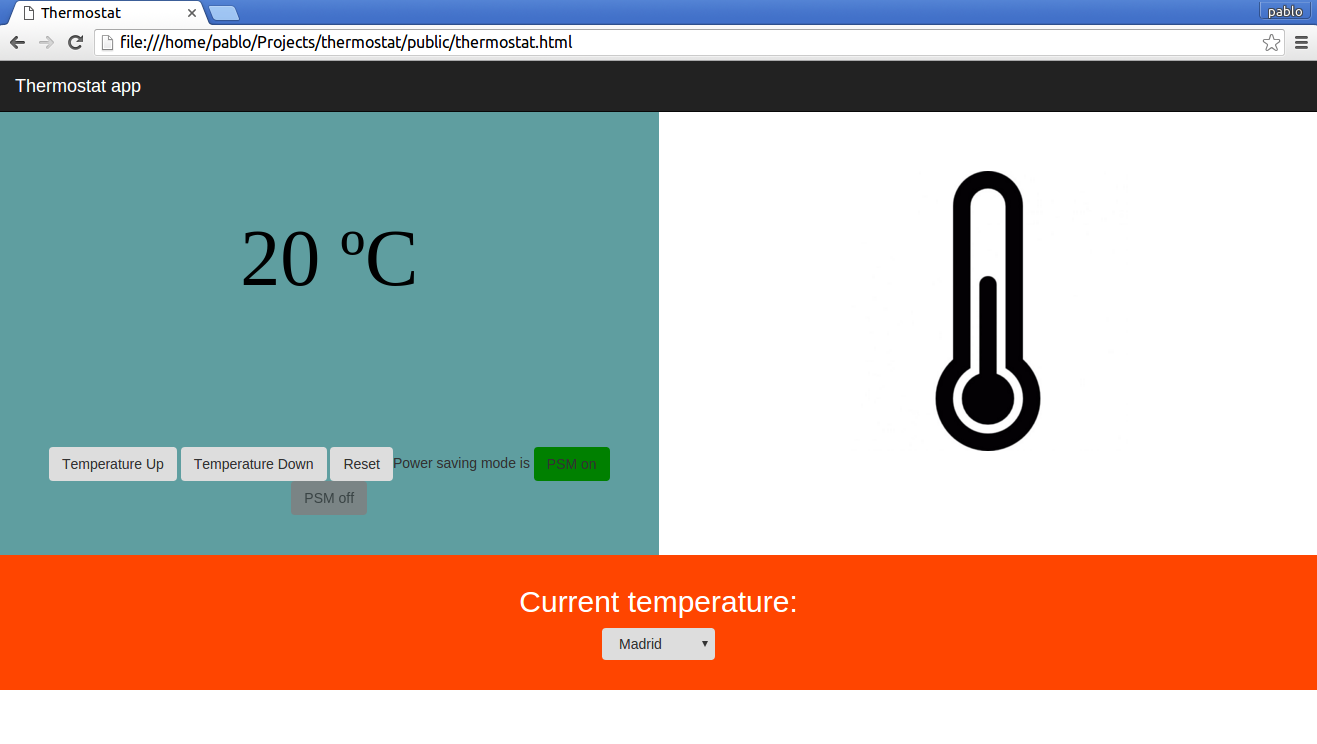 Thermostat
pablo
file:///home/pablo/Projects/thermostat/public/thermostat.html
Thermostat app
20 ºC
Temperature Up Temperature Down Reset Power saving mode is PSM on
PSM off
Current temperature:
Madrid